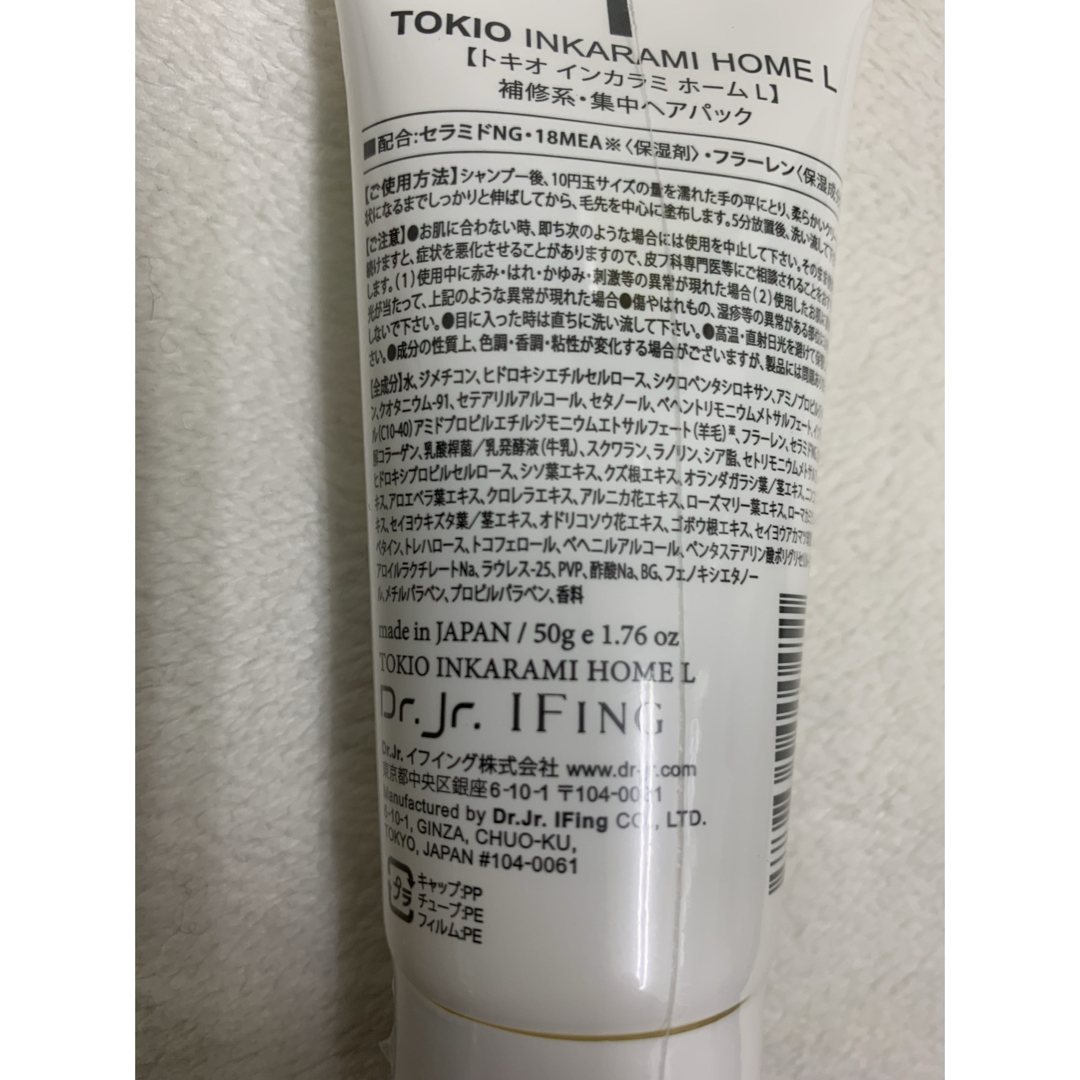 TOKIO INKARAMI HOME L
【トキオ インカラミ ホーム L】
補修系・集中ヘアパック
■配合:セラミドNG・18MEA※〈保湿剤〉・フラーレン〈保湿成分
【ご使用方法】シャンプー後、10円玉サイズの量を濡れた手の平にとり、柔らかいクリー
状になるまでしっかりと伸ばしてから、毛先を中心に塗布します。5分放置後、洗い流して下
【ご注意】●お肌に合わない時、即ち次のような場合には使用を中止して下さい。そのまま
続けますと、症状を悪化させることがありますので、皮フ科専門医等にご相談されることをおす
します。(1)使用中に赤み・はれ・かゆみ・刺激等の異常が現れた場合(2)使用したお肌に
光が当たって、上記のような異常が現れた場合●傷やはれもの、湿疹等の異常がある部位に
しないで下さい。●目に入った時は直ちに洗い流して下さい。●高温・直射日光を避けて
さい。●成分の性質上、色調・香調・粘性が変化する場合がございますが、製品には問題あり
【全成分】水、ジメチコン、ヒドロキシエチルセルロース、シクロペンタシロキサン、アミノプロピル
ン、クオタニウム-91、セテアリルアルコール、セタノール、ベヘントリモニウムメトサルフェート、
ル(C10-40)アミドプロピルエチルジモニウムエトサルフェート(羊毛)※、フラーレン、セラミド
コラーゲン、乳酸桿菌／乳発酵液(牛乳)、スクワラン、ラノリン、シア脂、セトリモニウムメトサル
ヒドロキシプロピルセルロース、シソ葉エキス、クズ根エキス、オランダガラシ葉／茎エキス、
キス、アロエベラ葉エキス、クロレラエキス、アルニカ花エキス、ローズマリー葉エキス、ローマカミ
キス、セイヨウキズタ葉／茎エキス、オドリコソウ花エキス、ゴボウ根エキス、セイヨウアカマツ
ベタイン、トレハロース、トコフェロール、ベヘニルアルコール、ペンタステアリン酸ポリグリセリル
アロイルラクチレートNa、ラウレス-25、PVP、酢酸Na、BG、フェノキシエタノー
ル、メチルパラベン、プロピルパラベン、香料
made in JAPAN / 50g e 1.76 oz
TOKIO INKARAMI HOME L
Dr.Jr. IFING
Dr.Jr. イフイング株式会社 www.dr-jr.com
東京都中央区銀座6-10-1 〒104-0061
Manufactured by Dr.Jr. IFing CO., LTD.
6-10-1, GINZA, CHUO-KU,
TOKYO, JAPAN #104-0061
プラ
キャップ:PP
チューブ:PE
フィルム:PE